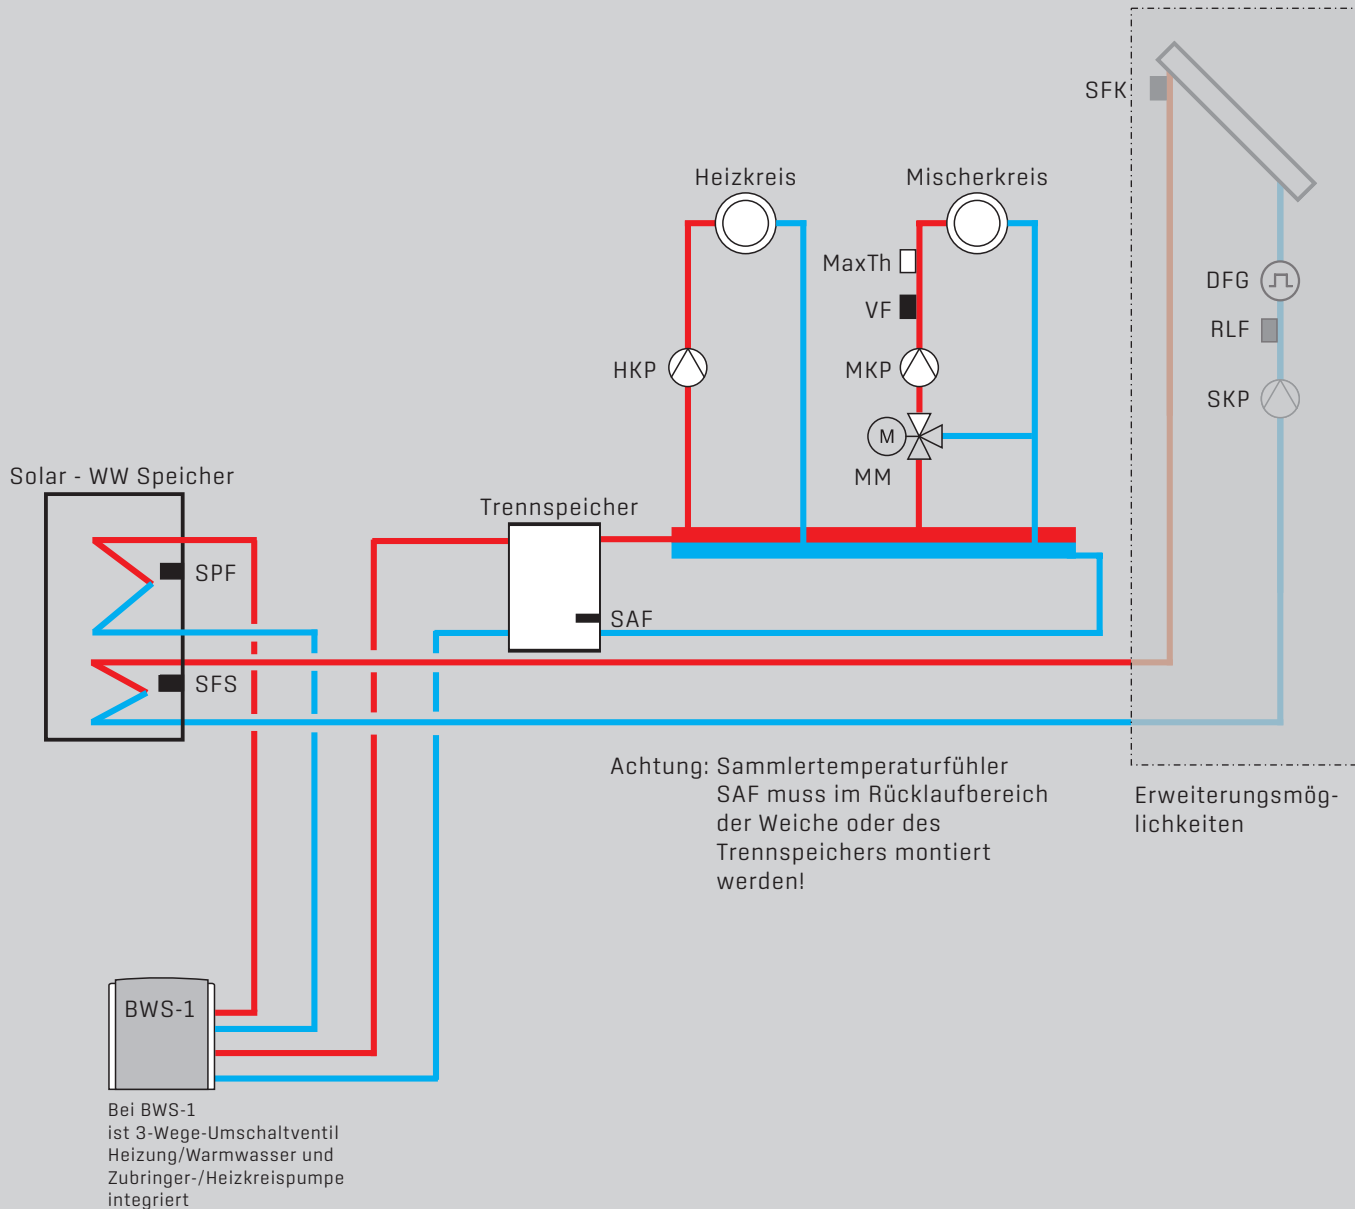 SFK
Heizkreis
Mischerkreis
MaxTh
DFG
VF
RLF
HKP
MKP
SKP
M
MM
Solar - WW Speicher
Trennspeicher
SPF
SAF
SFS
Achtung: Sammlertemperaturfühler
SAF muss im Rücklaufbereich
der Weiche oder des
Trennspeichers montiert
werden!
Erweiterungsmög-
lichkeiten
BWS-1
Bei BWS-1
ist 3-Wege-Umschaltventil
Heizung/Warmwasser und
Zubringer-/Heizkreispumpe
integriert